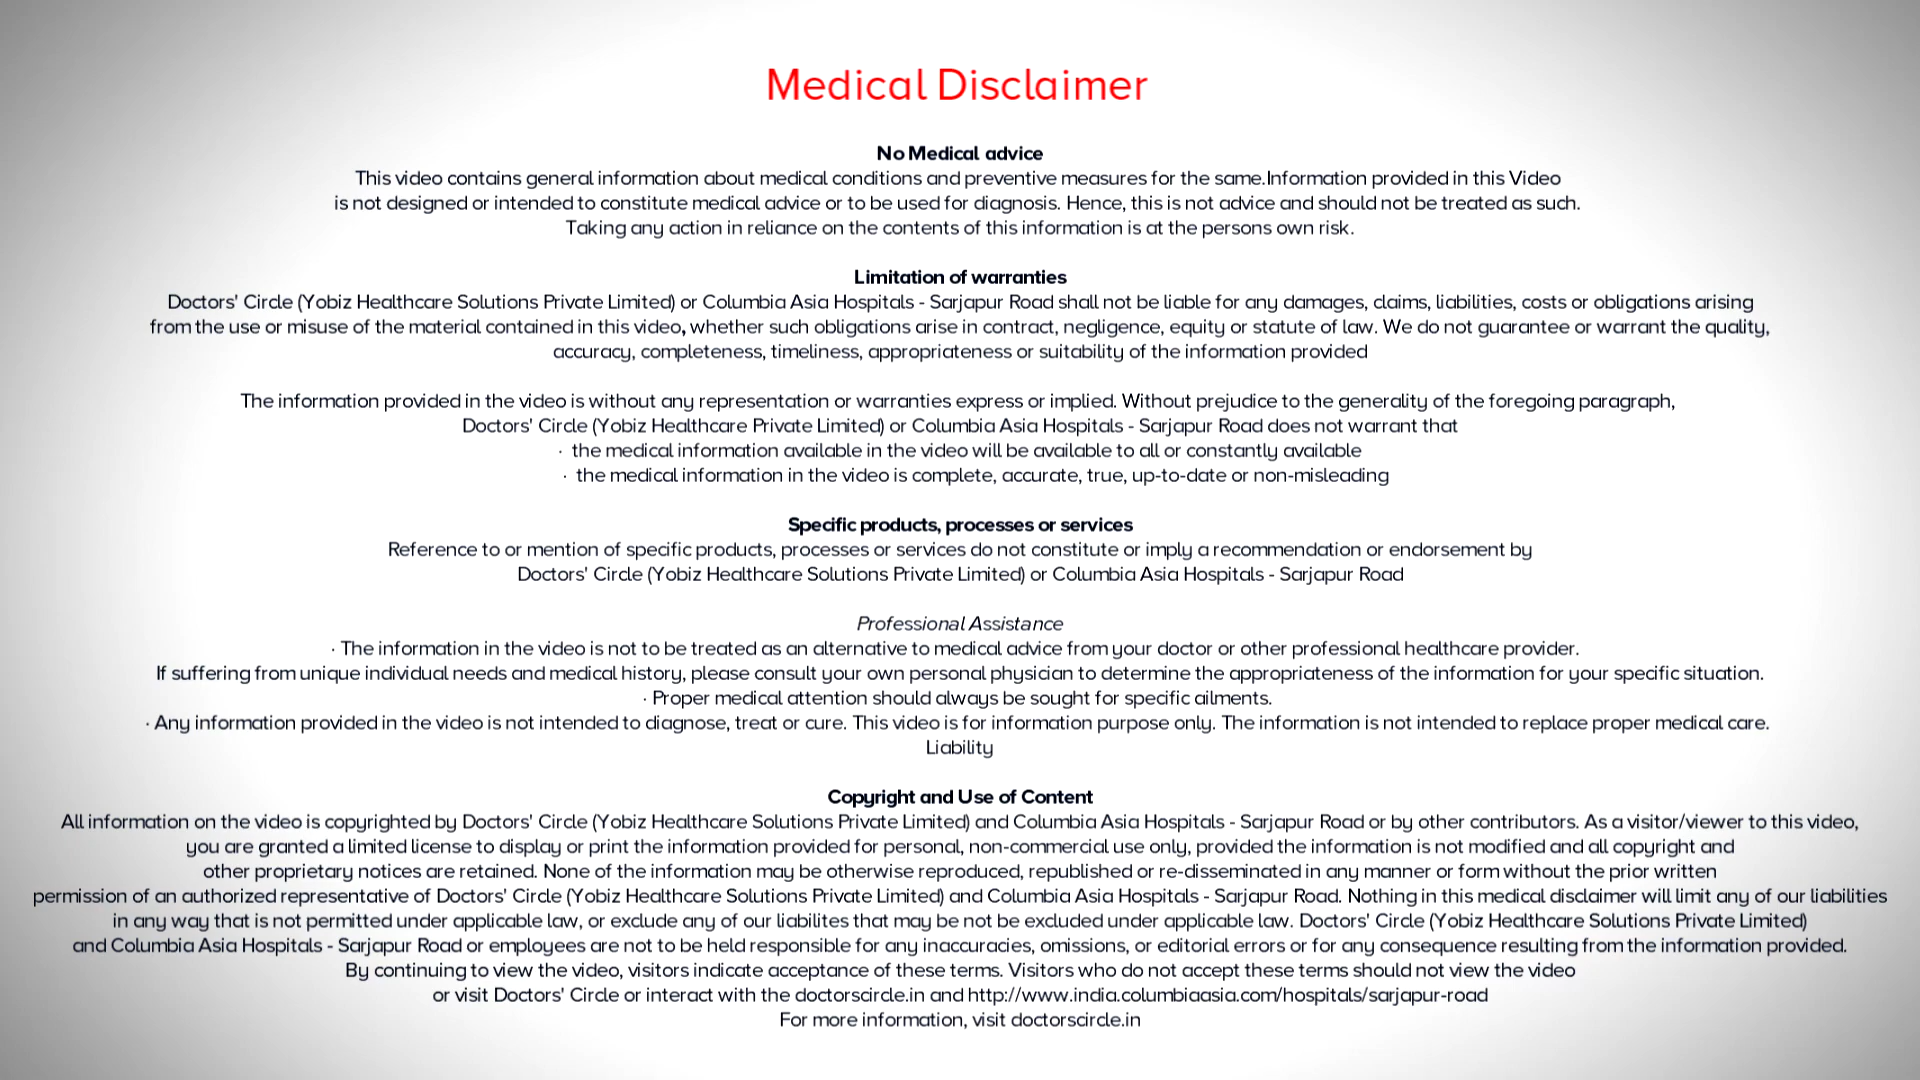 Medical Disclaimer
No Medical advice
This video contains general information about medical conditions and preventive measures for the same.Information provided in this Video
is not designed or intended to constitute medical advice or to be used for diagnosis. Hence, this is not advice and should not be treated as such.
Taking any action in reliance on the contents of this information is at the persons own risk.
Limitation of warranties
Doctors' Circle (Yobiz Healthcare Solutions Private Limited) or Columbia Asia Hospitals - Sarjapur Road shall not be liable for any damages, claims, liabilities, costs or obligations arising
from the use or misuse of the material contained in this video, whether such obligations arise in contract, negligence, equity or statute of law. We do not guarantee or warrant the quality,
accuracy, completeness, timeliness, appropriateness or suitability of the information provided
The information provided in the video is without any representation or warranties express or implied. Without prejudice to the generality of the foregoing paragraph,
Doctors' Circle (Yobiz Healthcare Private Limited) or Columbia Asia Hospitals - Sarjapur Road does not warrant that
· the medical information available in the video will be available to all or constantly available
· the medical information in the video is complete, accurate, true, up-to-date or non-misleading
Specific products, processes or services
Reference to or mention of specific products, processes or services do not constitute or imply a recommendation or endorsement by
Doctors' Circle (Yobiz Healthcare Solutions Private Limited) or Columbia Asia Hospitals - Sarjapur Road
Professional Assistance
· The information in the video is not to be treated as an alternative to medical advice from your doctor or other professional healthcare provider.
If suffering from unique individual needs and medical history, please consult your own personal physician to determine the appropriateness of the information for your specific situation.
· Proper medical attention should always be sought for specific ailments.
· Any information provided in the video is not intended to diagnose, treat or cure. This video is for information purpose only. The information is not intended to replace proper medical care.
Liability
Copyright and Use of Content
All information on the video is copyrighted by Doctors' Circle (Yobiz Healthcare Solutions Private Limited) and Columbia Asia Hospitals - Sarjapur Road or by other contributors. As a visitor/viewer to this video,
you are granted a limited license to display or print the information provided for personal, non-commercial use only, provided the information is not modified and all copyright and
other proprietary notices are retained. None of the information may be otherwise reproduced, republished or re-disseminated in any manner or form without the prior written
permission of an authorized representative of Doctors' Circle (Yobiz Healthcare Solutions Private Limited) and Columbia Asia Hospitals - Sarjapur Road. Nothing in this medical disclaimer will limit any of our liabilities
in any way that is not permitted under applicable law, or exclude any of our liabilites that may be not be excluded under applicable law. Doctors' Circle (Yobiz Healthcare Solutions Private Limited)
and Columbia Asia Hospitals - Sarjapur Road or employees are not to be held responsible for any inaccuracies, omissions, or editorial errors or for any consequence resulting from the information provided.
By continuing to view the video, visitors indicate acceptance of these terms. Visitors who do not accept these terms should not view the video
or visit Doctors' Circle or interact with the doctorscircle.in and http://www.india.columbiaasia.com/hospitals/sarjapur-road
For more information, visit doctorscircle.in